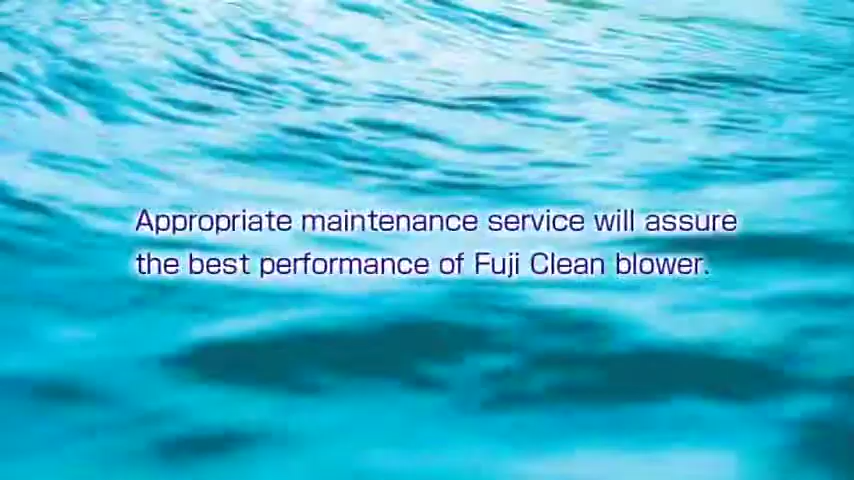 Appropriate maintenance service will assure
the best performance of Fuji Clean blower.